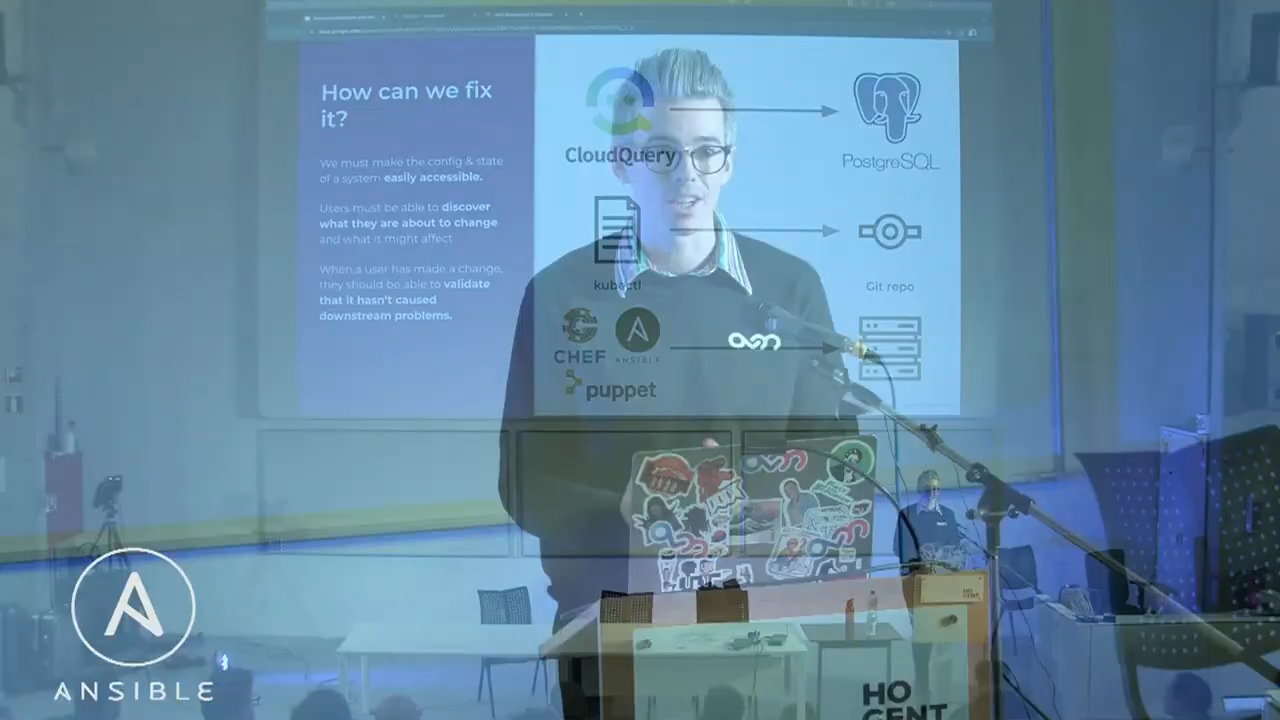 How can we fix
it?
We must make the config & state
of a system easily accessible.
Users must be able to discover
what they are about to change
and what it might affect
When a user has made a change,
they should be able to validate
that it hasn't caused
downstream problems.
CloudQuery
PostgreSQL
kubectl
Git repo
CHEF
ANSIBLE
puppet
HO
GENT
HO
GENT
ANSIBLE